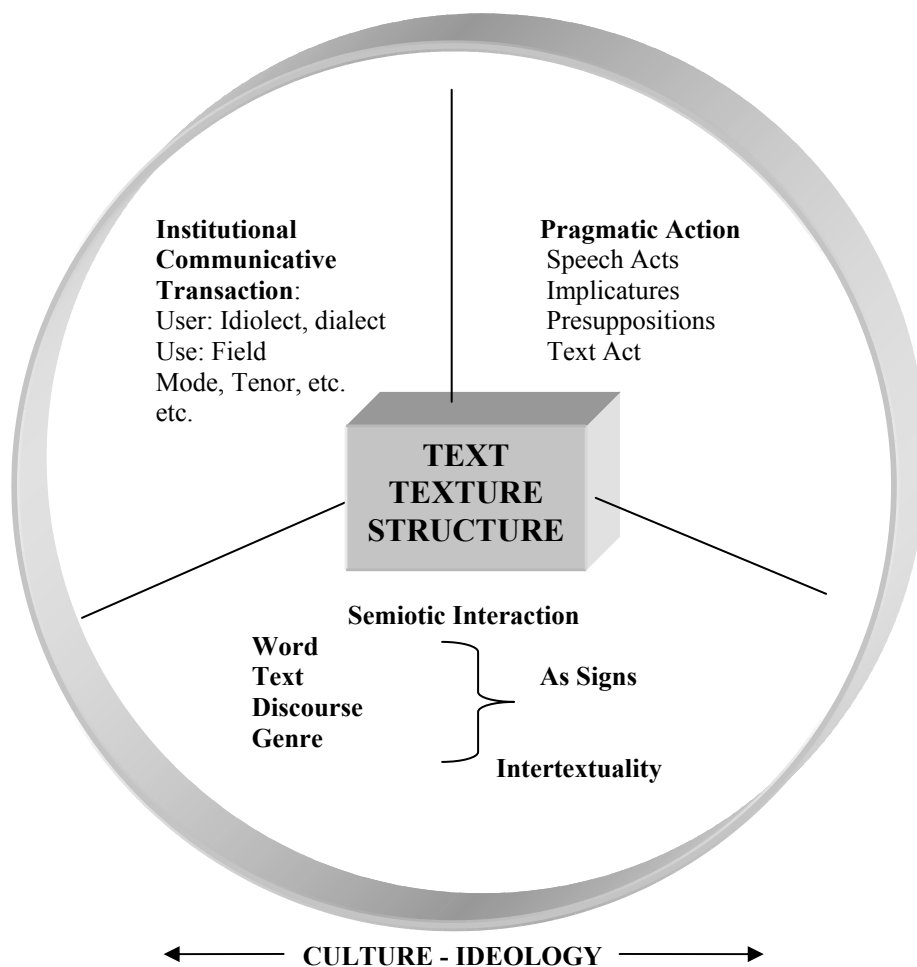 Institutional
Communicative
Transaction:
User: Idiolect, dialect
Use: Field
Mode, Tenor, etc.
etc.
Pragmatic Action
Speech Acts
Implicatures
Presuppositions
Text Act
TEXT
TEXTURE
STRUCTURE
Semiotic Interaction
Word
Text
Discourse
Genre
As Signs
Intertextuality
CULTURE - IDEOLOGY